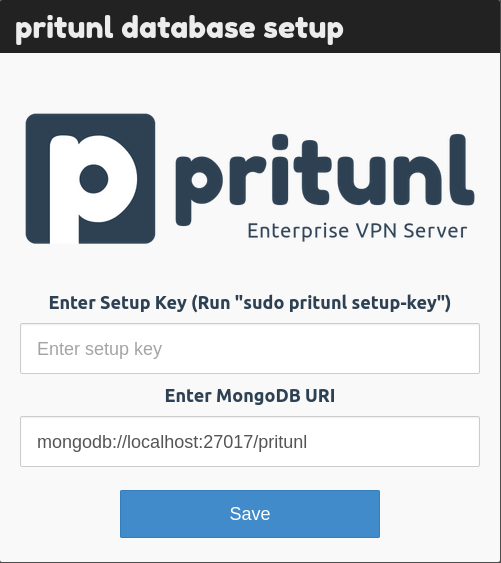 pritunl database setup
p pritunl
Enterprise VPN Server
Enter Setup Key (Run "sudo pritunl setup-key")
Enter setup key
Enter MongoDB URI
mongodb://localhost:27017/pritunl
Save